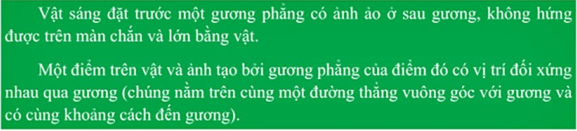 Vật sáng đặt trước một gương phẳng có ảnh ảo ở sau gương, không hứng
được trên màn chắn và lớn bằng vật.
Một điểm trên vật và ảnh tạo bởi gương phẳng của điểm đó có vị trí đối xứng
nhau qua gương (chúng nằm trên cùng một đường thẳng vuông góc với gương và
có cùng khoảng cách đến gương).